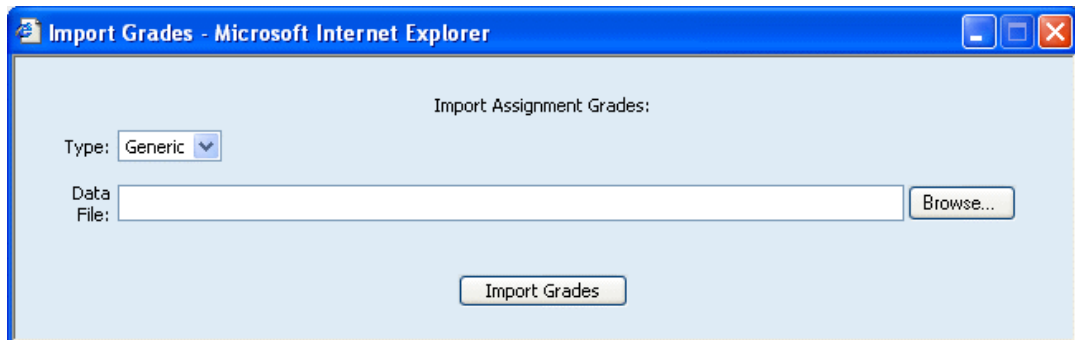 Import Grades - Microsoft Internet Explorer
Import Assignment Grades:
Type: Generic
Data
File:
Browse...
Import Grades